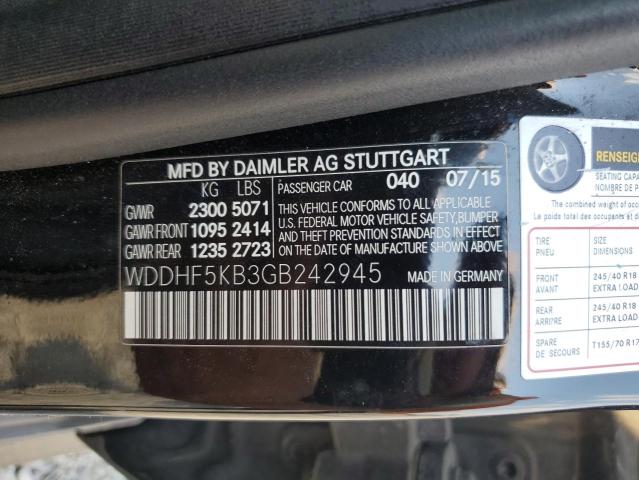 MFD BY DAIMLER AG STUTTGART
KG LBS
GVWR 2300 5071
GAWR FRONT 1095 2414
GAWR REAR 1235 2723
PASSENGER CAR 040 07/15
THIS VEHICLE CONFORMS TO ALL APPLICABLE
U.S. FEDERAL MOTOR VEHICLE SAFETY,BUMPER
AND THEFT PREVENTION STANDARDS IN EFFECT
ON THE DATE OF MANUFACTURE SHOWN ABOVE.
WDDHF5KB3GB242945 MADE IN GERMANY
SEATING
NOMBRE DE
The combined weight of
Le poids total des occupants et du
TIRE SIZE
PNEU DIMENSIONS
FRONT 245/40 R18
AVANT EXTRA LOAD
REAR 245/40 R18
ARRIÈRE EXTRA LOAD
SPARE T155/70 R17
DE SECOURS